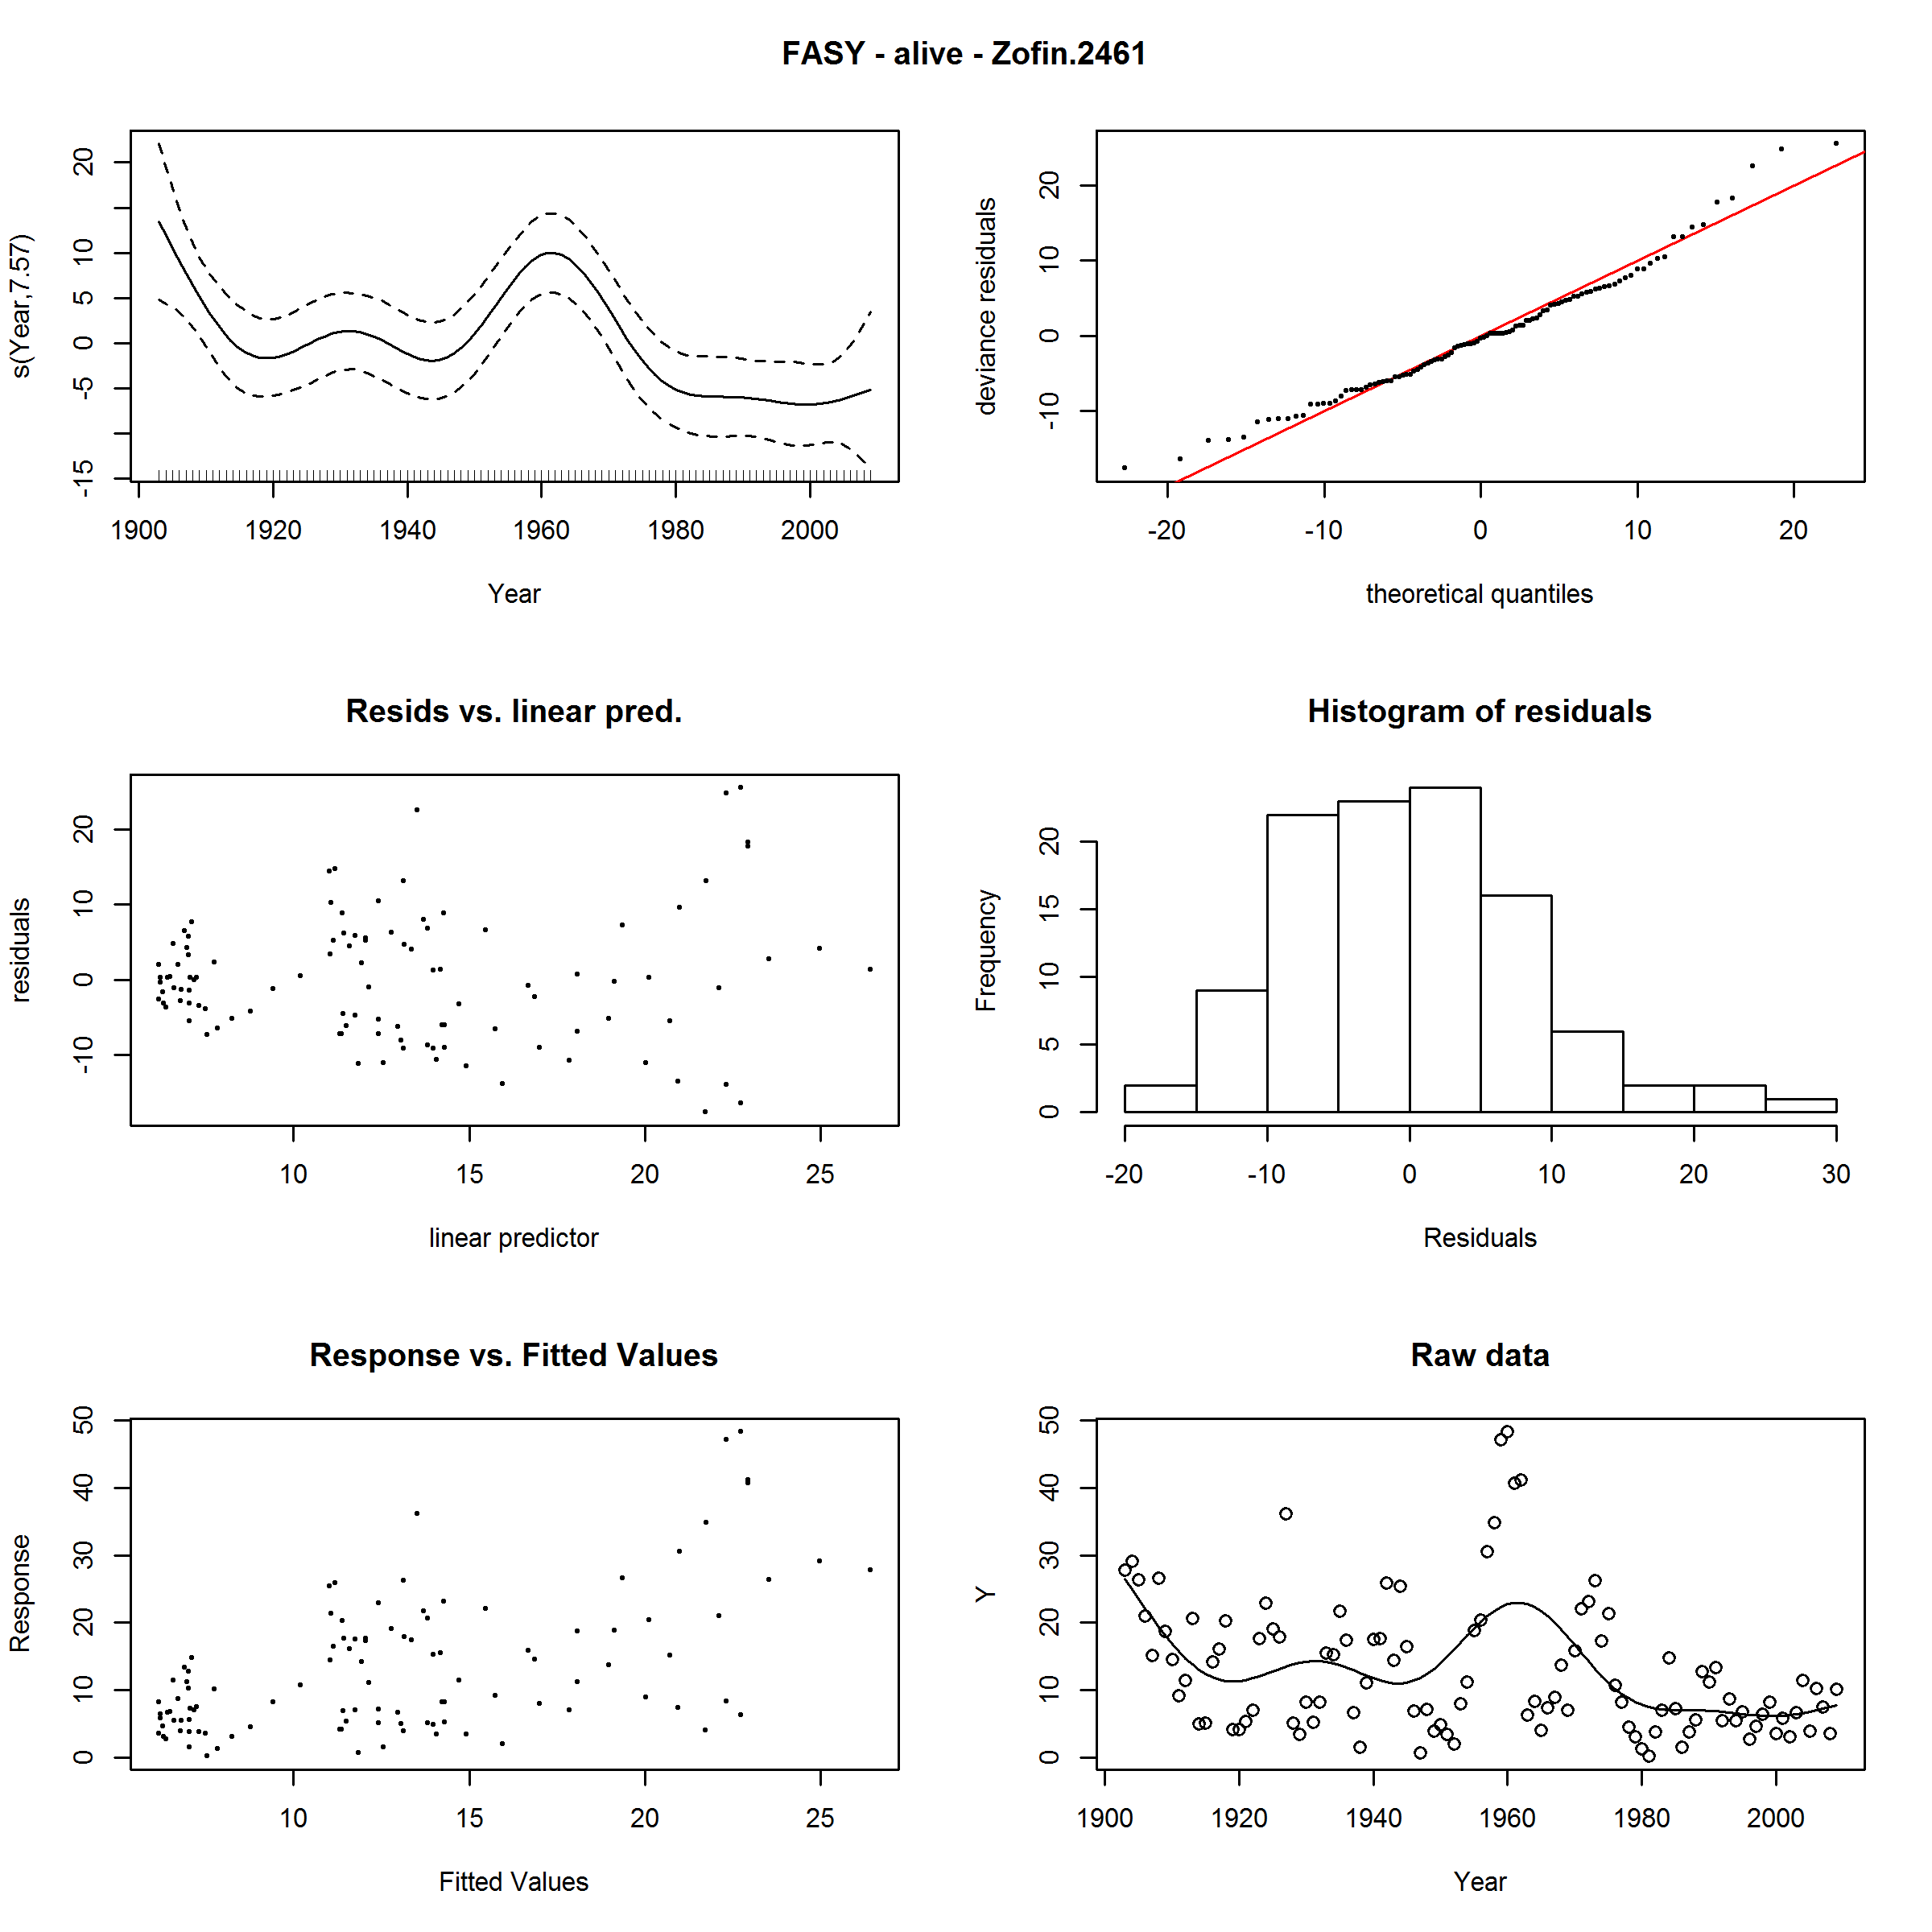 FASY - alive - Zofin.2461
s(Year,7.57)
-15 -5 0 5 10 20
1900 1920 1940 1960 1980 2000
Year
deviance residuals
-10 0 10 20
-20 -10 0 10 20
theoretical quantiles
Resids vs. linear pred.
residuals
-10 0 10 20
10 15 20 25
linear predictor
Histogram of residuals
Frequency
0 5 10 15 20
-20 -10 0 10 20 30
Residuals
Response vs. Fitted Values
Response
0 10 20 30 40 50
10 15 20 25
Fitted Values
Raw data
Y
0 10 20 30 40 50
1900 1920 1940 1960 1980 2000
Year